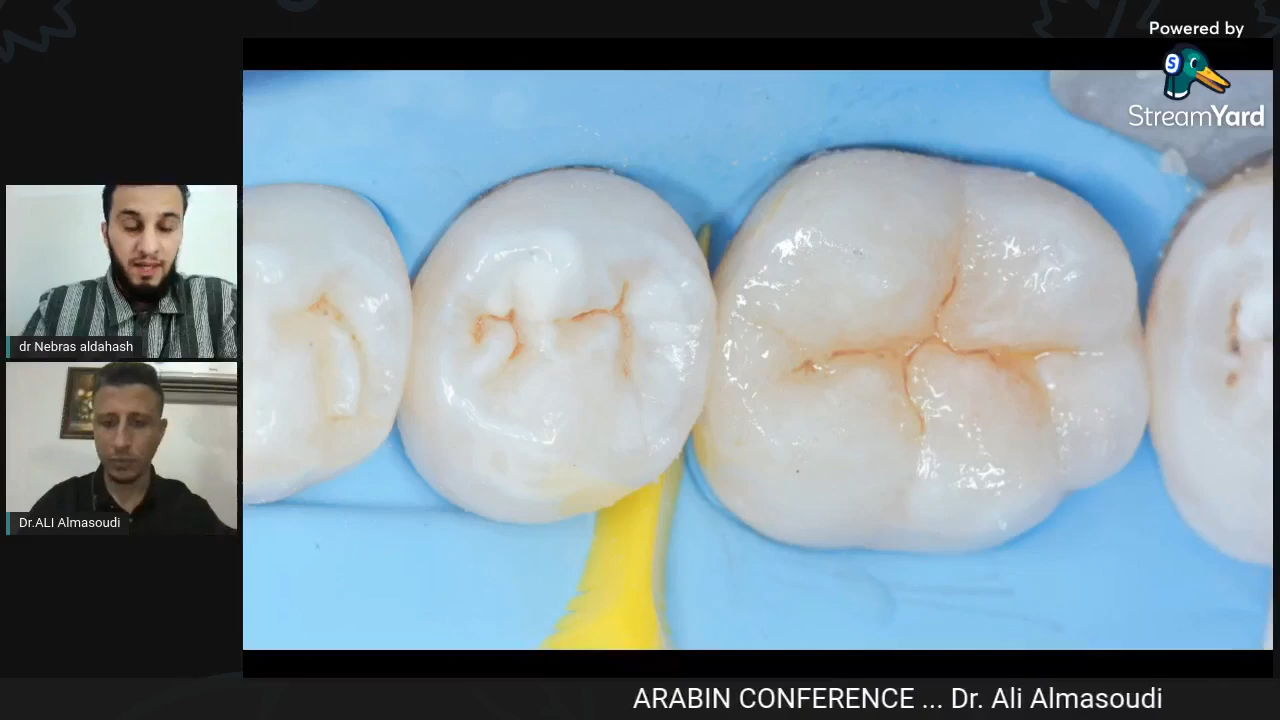 Powered by
S
StreamYard
dr Nebras aldahash
Dr.ALI Almasoudi
ARABIN CONFERENCE ... Dr. Ali Almasoudi